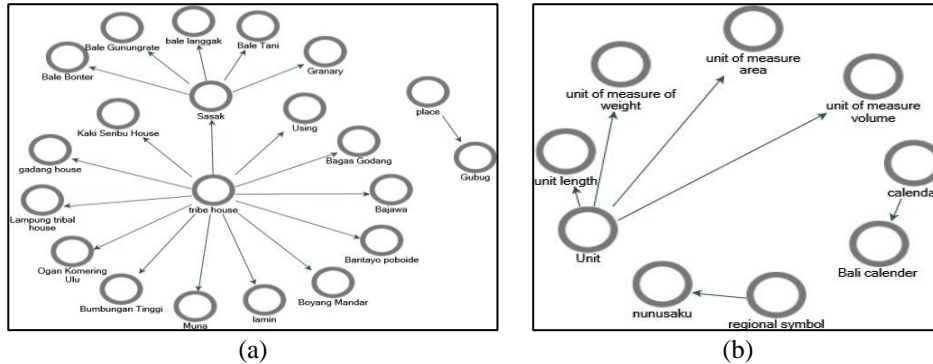 Bale Gunungrate
bale langgak
Bale Tani
Bale Bonter
Granary
Sasak
place
Kaki Seribu House
Using
gadang house
Bagas Godang
Gubug
Lampung tribal
house
tribe house
Bajawa
Ogan Komering
Ulu
Bantayo poboide
Bumbungan Tinggi
Muna
lamin
Boyang Mandar
(a)
unit of measure
area
unit of measure of
weight
unit of measure
volume
unit length
calenda
Unit
Bali calender
nunusaku
regional symbol
(b)